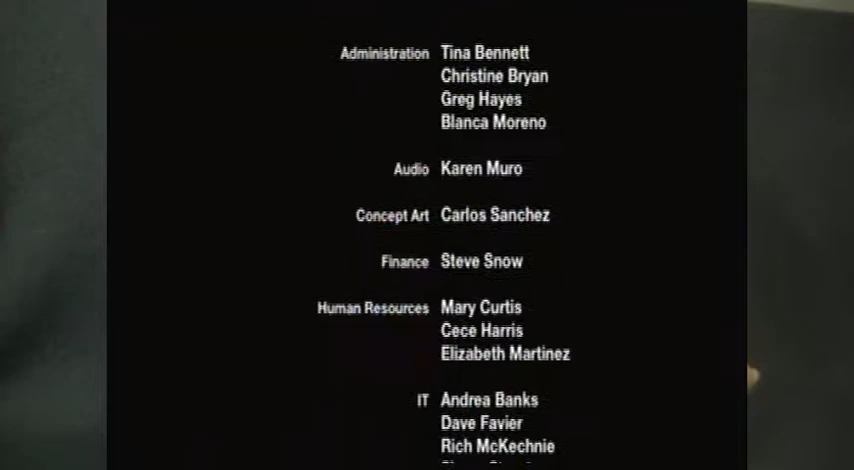 Administration Tina Bennett
Christine Bryan
Greg Hayes
Blanca Moreno
Audio Karen Muro
Concept Art Carlos Sanchez
Finance Steve Snow
Human Resources Mary Curtis
Cece Harris
Elizabeth Martinez
IT Andrea Banks
Dave Favier
Rich McKechnie